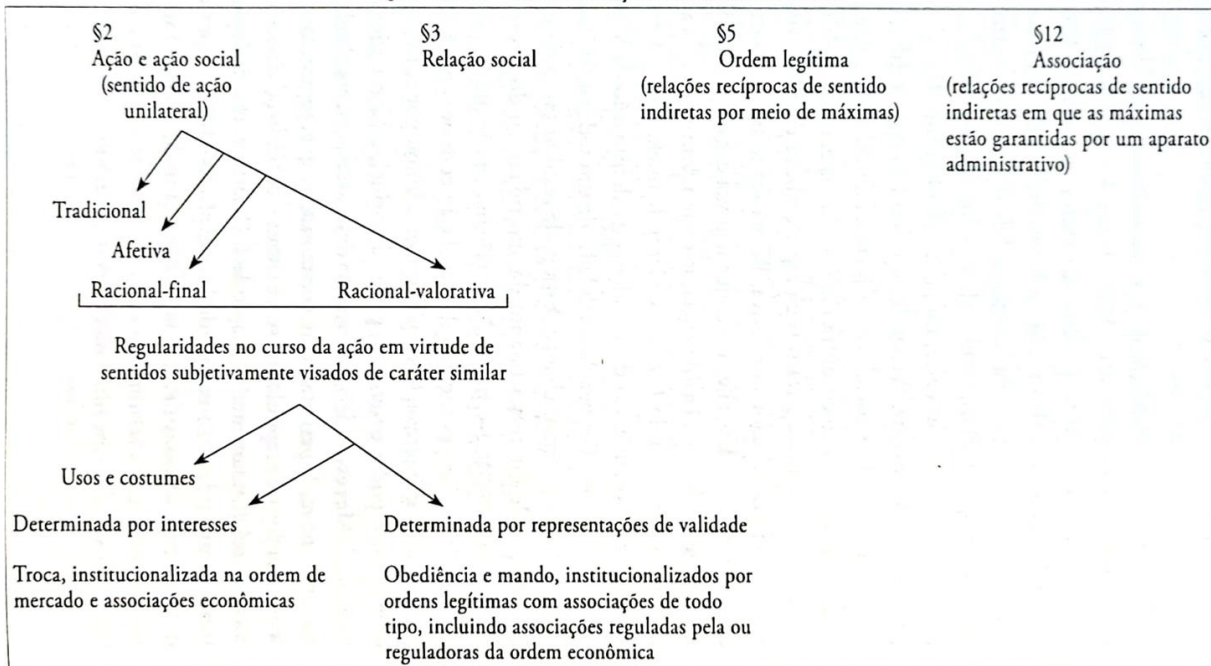 §2
Ação e ação social
(sentido de ação
unilateral)
§3
Relação social
§5
Ordem legítima
(relações recíprocas de sentido
indiretas por meio de máximas)
§12
Associação
(relações recíprocas de sentido
indiretas em que as máximas
estão garantidas por um aparato
administrativo)
Tradicional
Afetiva
Racional-final
Racional-valorativa
Regularidades no curso da ação em virtude de
sentidos subjetivamente visados de caráter similar
Usos e costumes
Determinada por interesses
Determinada por representações de validade
Troca, institucionalizada na ordem de
mercado e associações econômicas
Obediência e mando, institucionalizados por
ordens legítimas com associações de todo
tipo, incluindo associações reguladas pela ou
reguladoras da ordem econômica